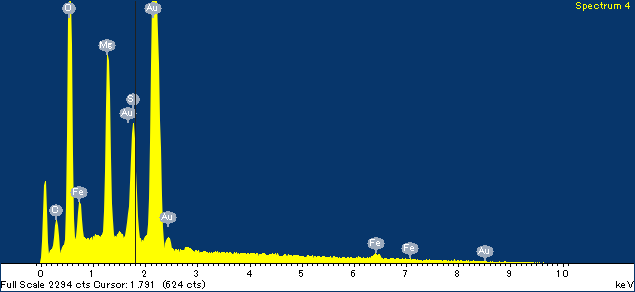 Spectrum 4
O Au
Mg
Si
Au
Fe
O Au
Fe Fe Au
0 1 2 3 4 5 6 7 8 9 10
Full Scale 2294 cts Cursor: 1.791 (624 cts) keV